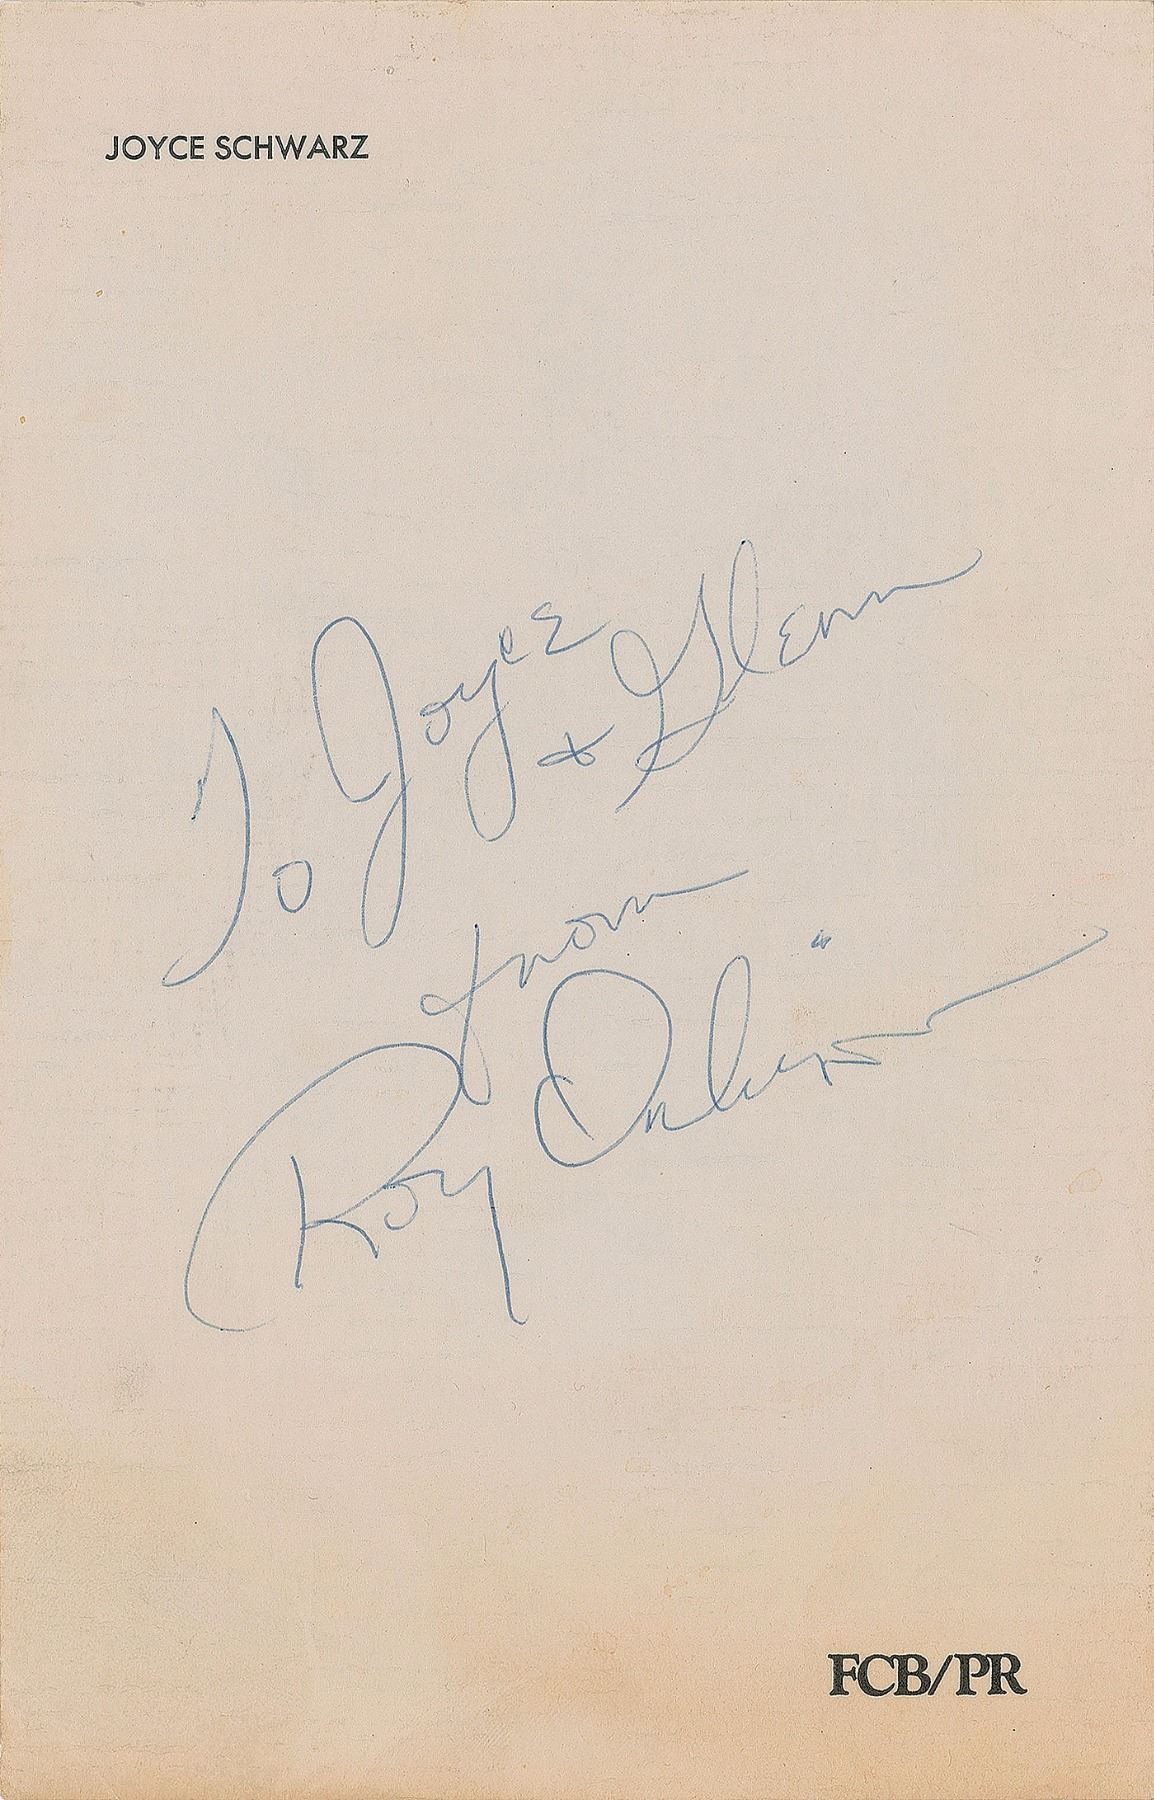 JOYCE SCHWARZ
To Joyce
& Glenn
from
Roy Orbison
FCB/PR